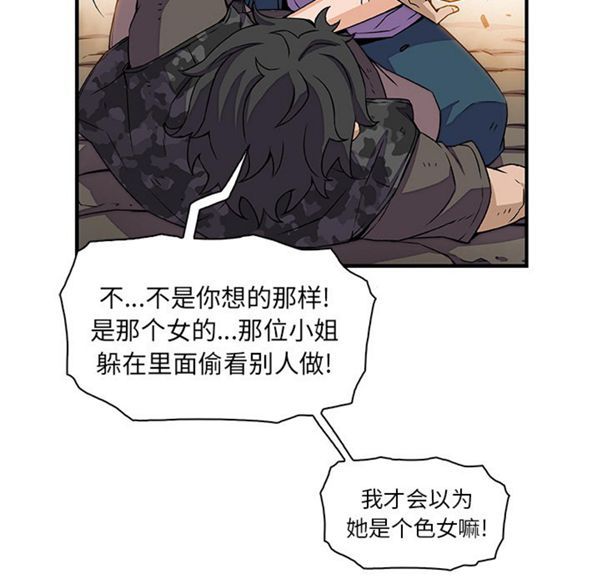 不...不是你想的那样!
是那个女的...那位小姐
躲在里面偷看别人做!
我才会以为
她是个色女嘛!